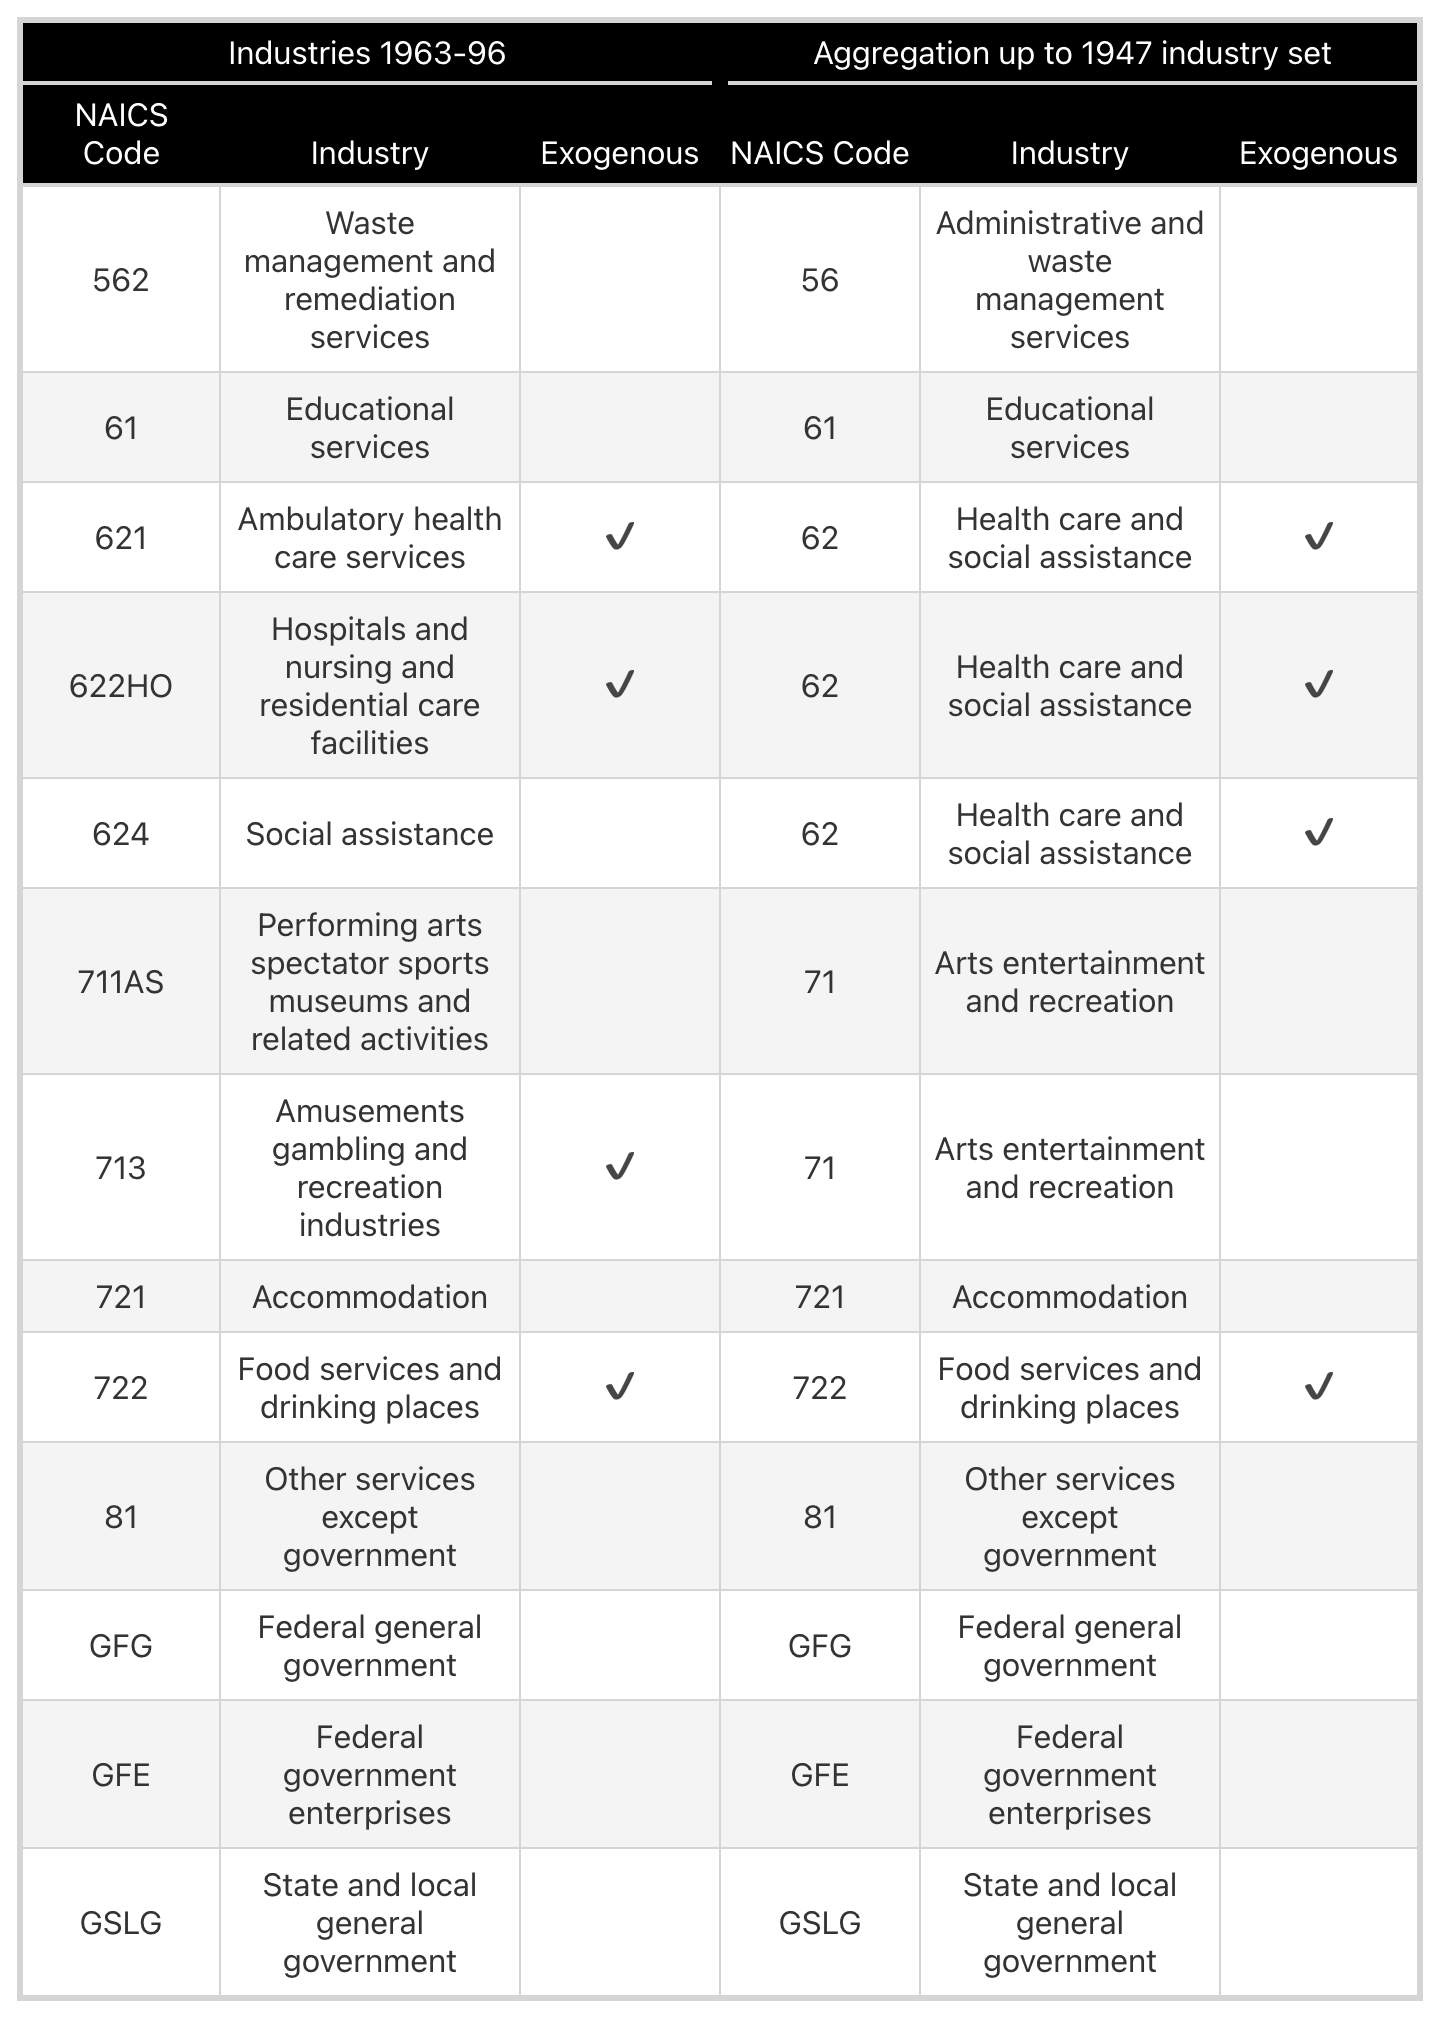 Industries 1963-96 Aggregation up to 1947 industry set
NAICS
Code Industry Exogenous NAICS Code Industry Exogenous
Waste Administrative and
management and waste
562 56
remediation management
services services
Educational Educational
61 61
services services
Ambulatory health Health care and
621 ✓ 62 ✓
care services social assistance
Hospitals and
nursing and Health care and
622HO ✓ 62 ✓
residential care social assistance
facilities
Health care and
624 Social assistance 62 ✓
social assistance
Performing arts
spectator sports Arts entertainment
711AS 71
museums and and recreation
related activities
Amusements
gambling and Arts entertainment
713 ✓ 71
recreation and recreation
industries
721 Accommodation 721 Accommodation
Food services and Food services and
722 ✓ 722 ✓
drinking places drinking places
Other services Other services
81 except 81 except
government government
Federal general Federal general
GFG GFG
government government
Federal Federal
GFE government GFE government
enterprises enterprises
State and local State and local
GSLG general GSLG general
government government